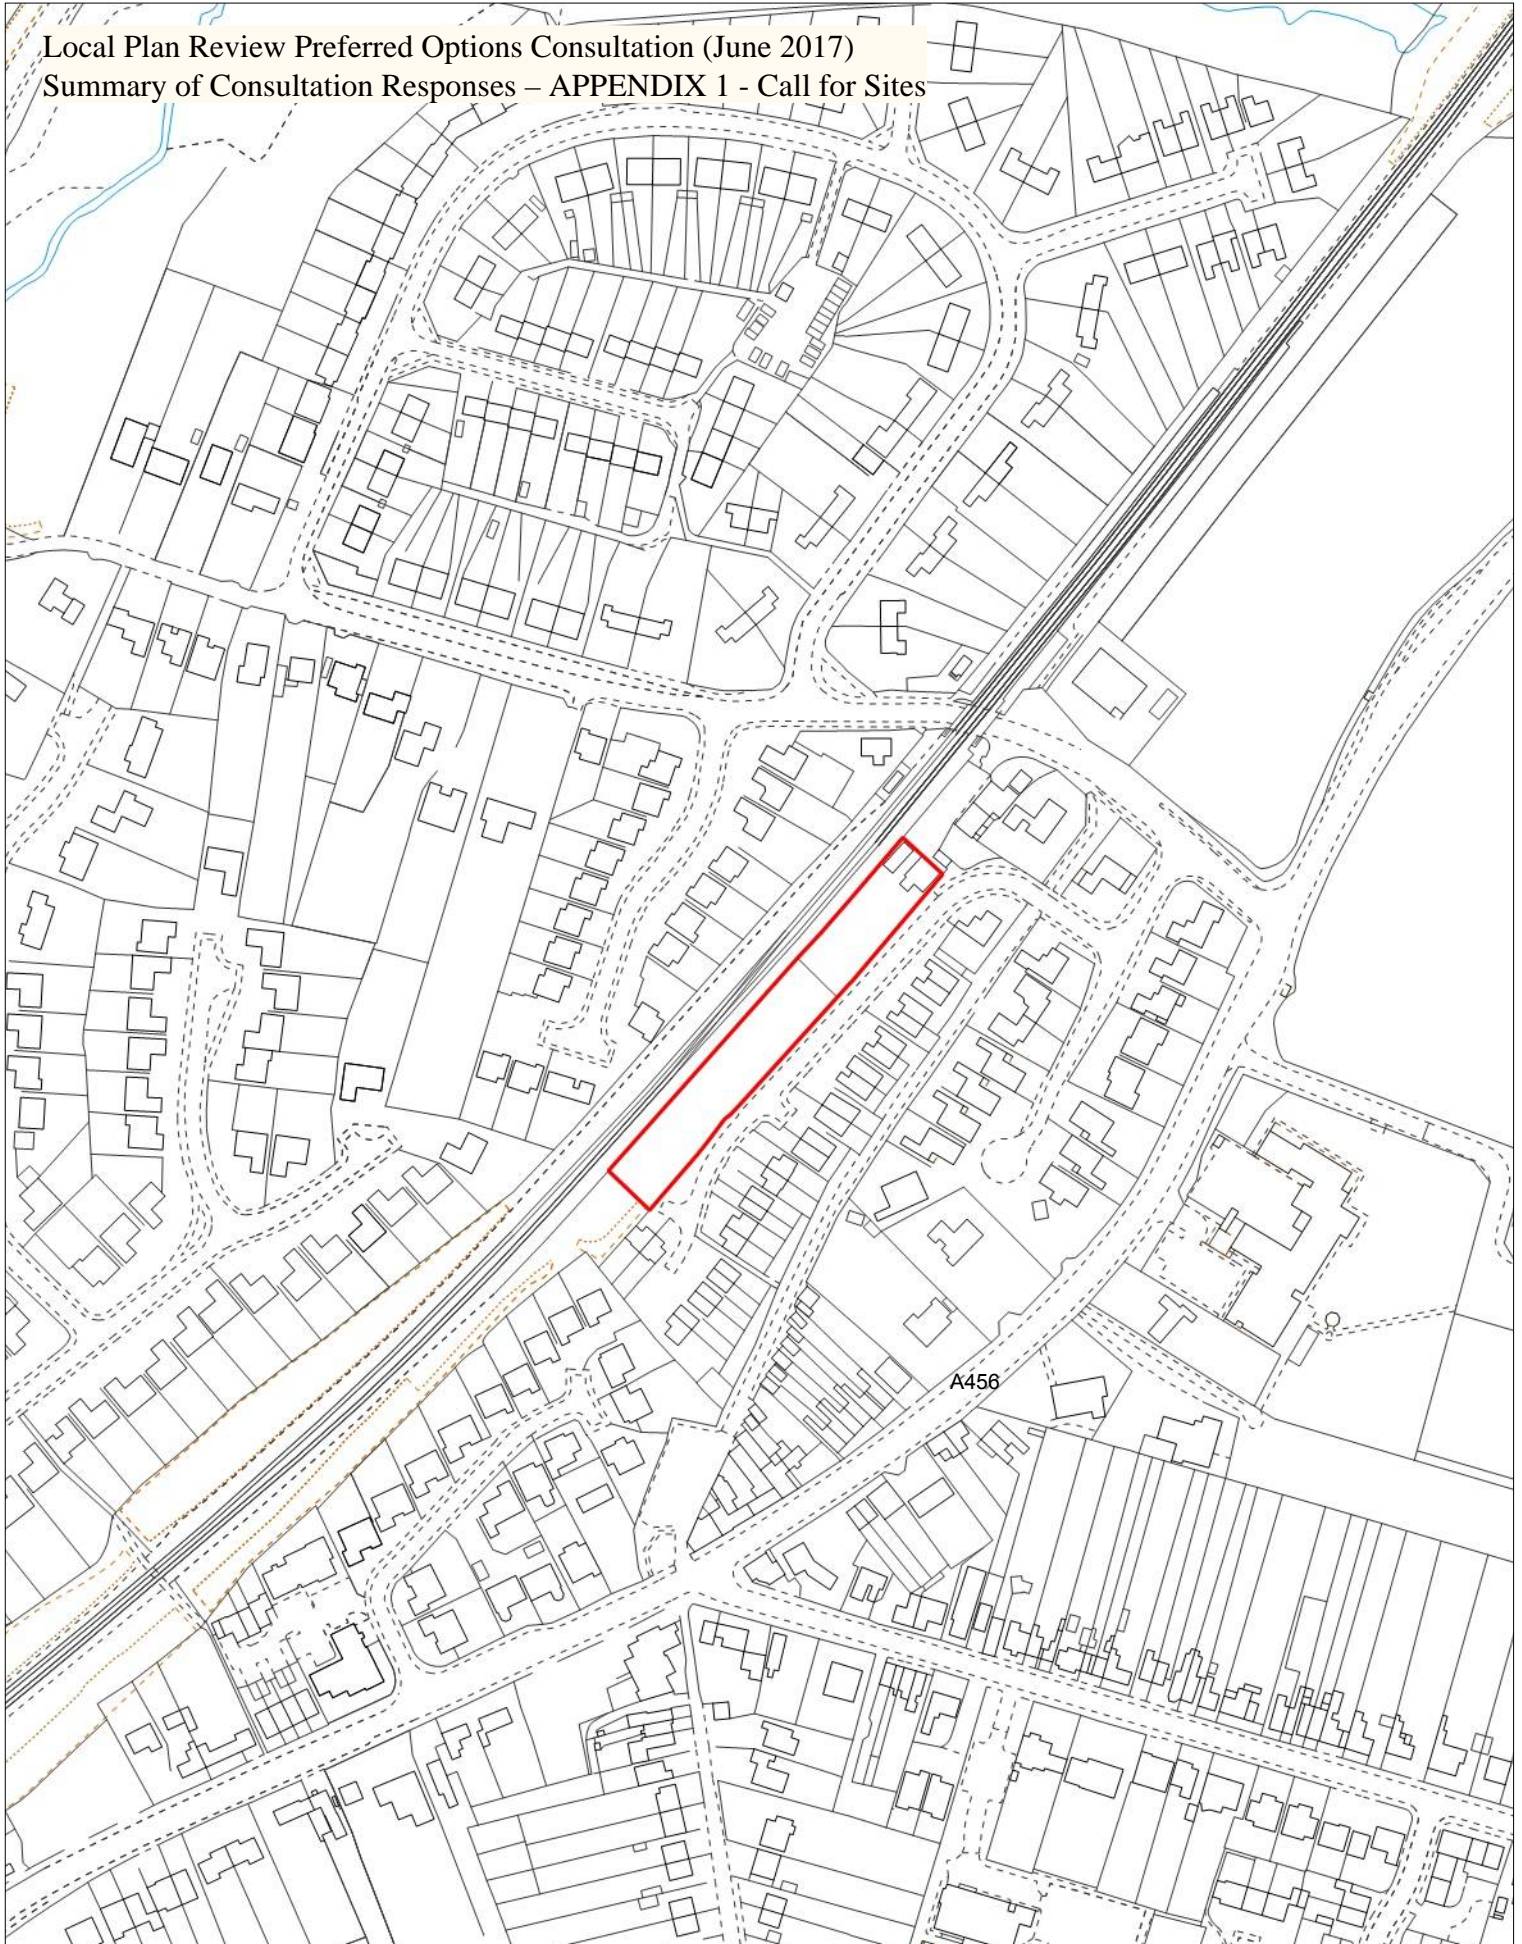 Local Plan Review Preferred Options Consultation (June 2017)
Summary of Consultation Responses – APPENDIX 1 - Call for Sites
A456